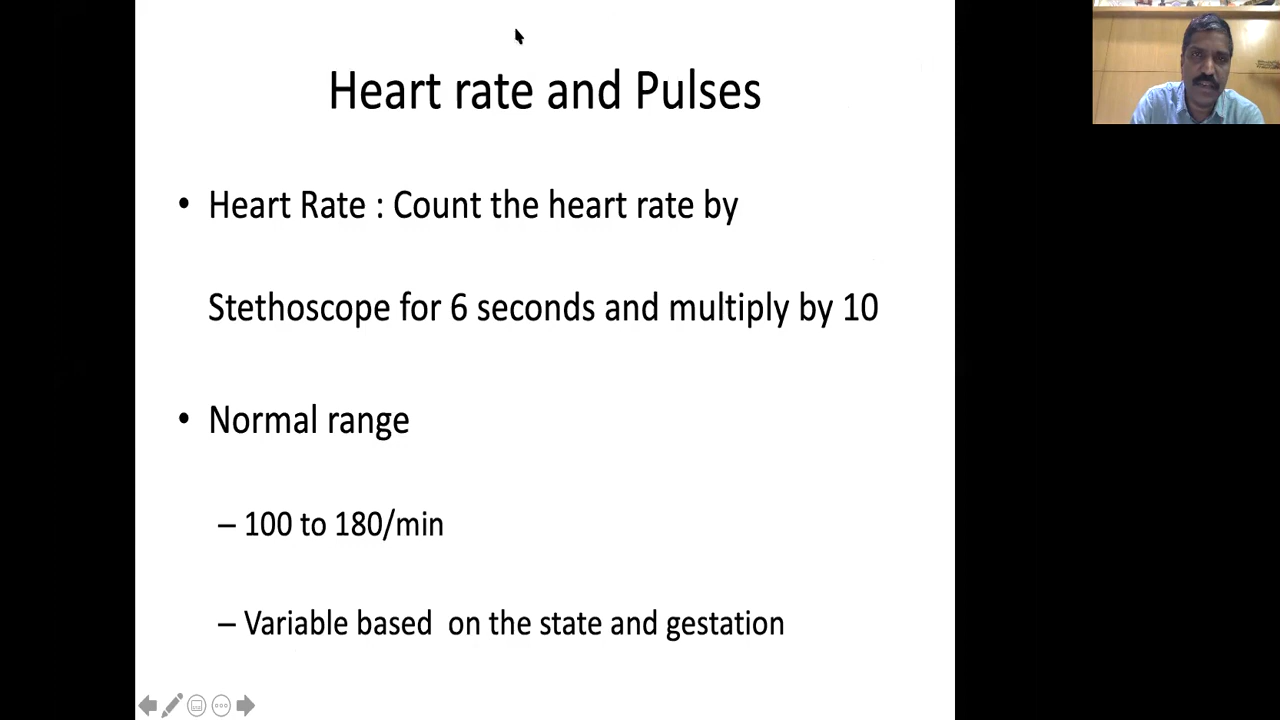 Heart rate and Pulses
• Heart Rate : Count the heart rate by
Stethoscope for 6 seconds and multiply by 10
• Normal range
– 100 to 180/min
– Variable based  on the state and gestation